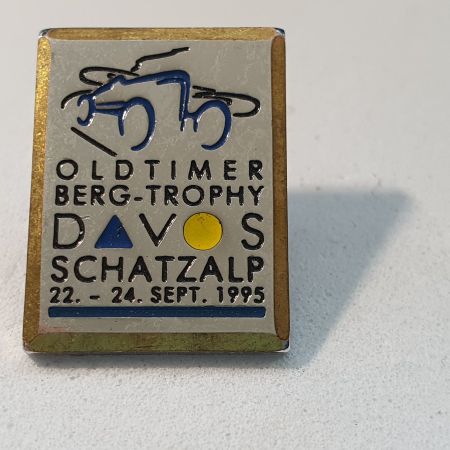 OLDTIMER
BERG-TROPHY
DAVOS
SCHATZALP
22. - 24. SEPT. 1995